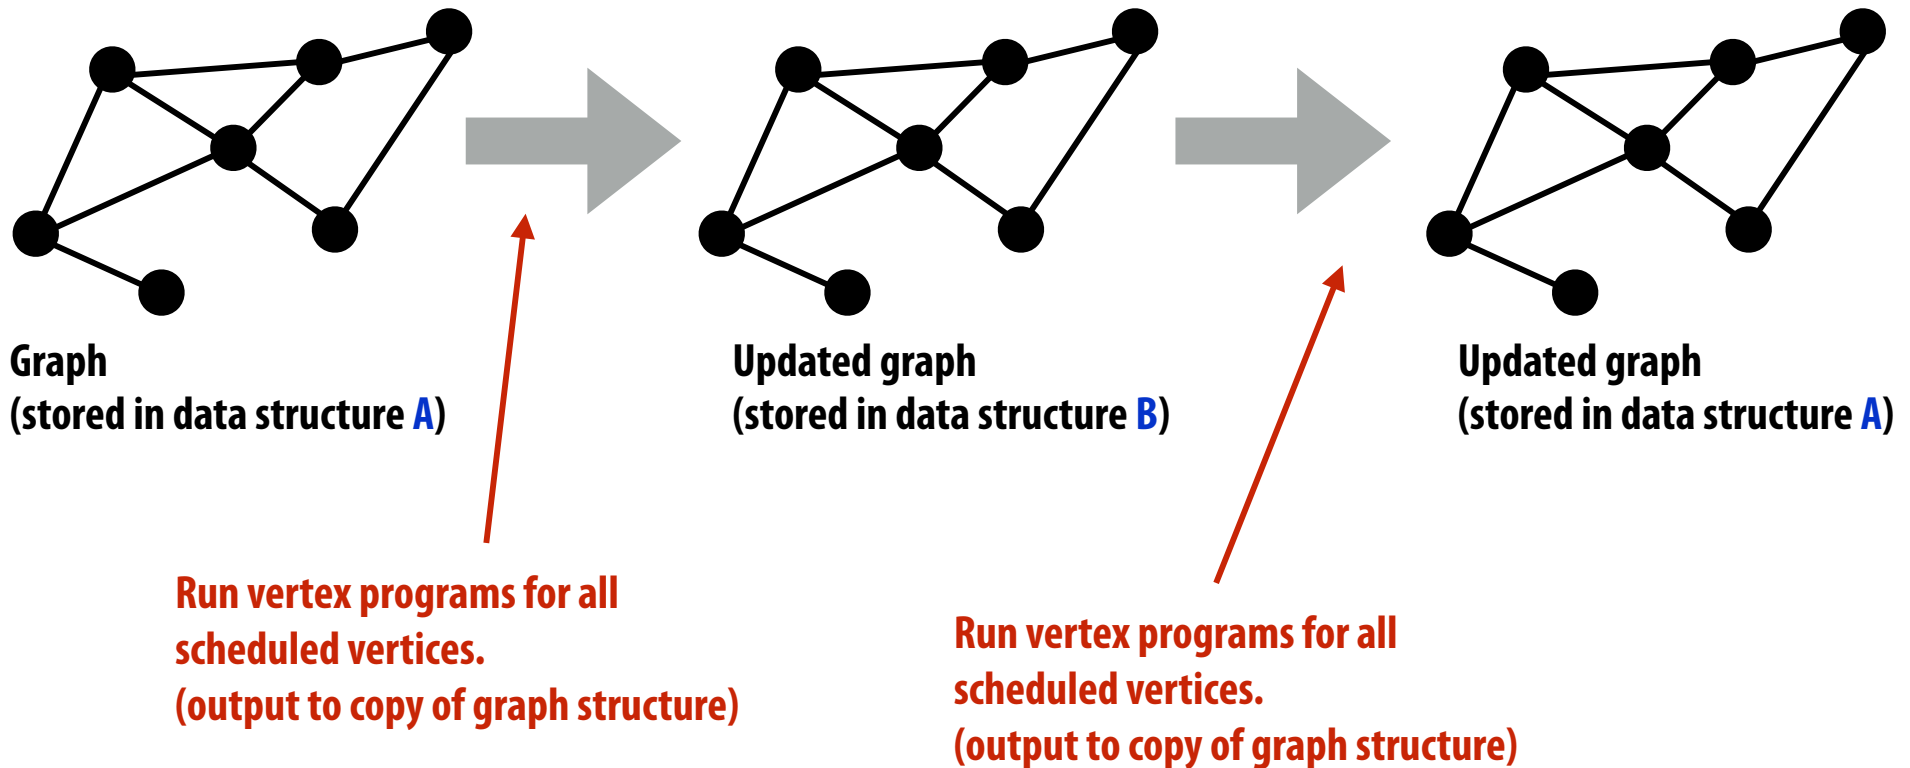 Graph
(stored in data structure A)
Updated graph
(stored in data structure B)
Updated graph
(stored in data structure A)
Run vertex programs for all
scheduled vertices.
(output to copy of graph structure)
Run vertex programs for all
scheduled vertices.
(output to copy of graph structure)